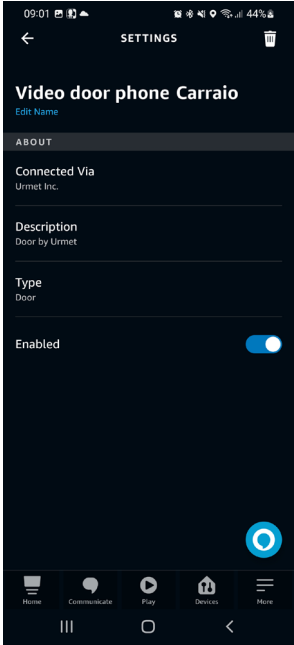 09:01 44%
SETTINGS
Video door phone Carraio
Edit Name
ABOUT
Connected Via
Urmet Inc.
Description
Door by Urmet
Type
Door
Enabled
Home Communicate Play Devices More